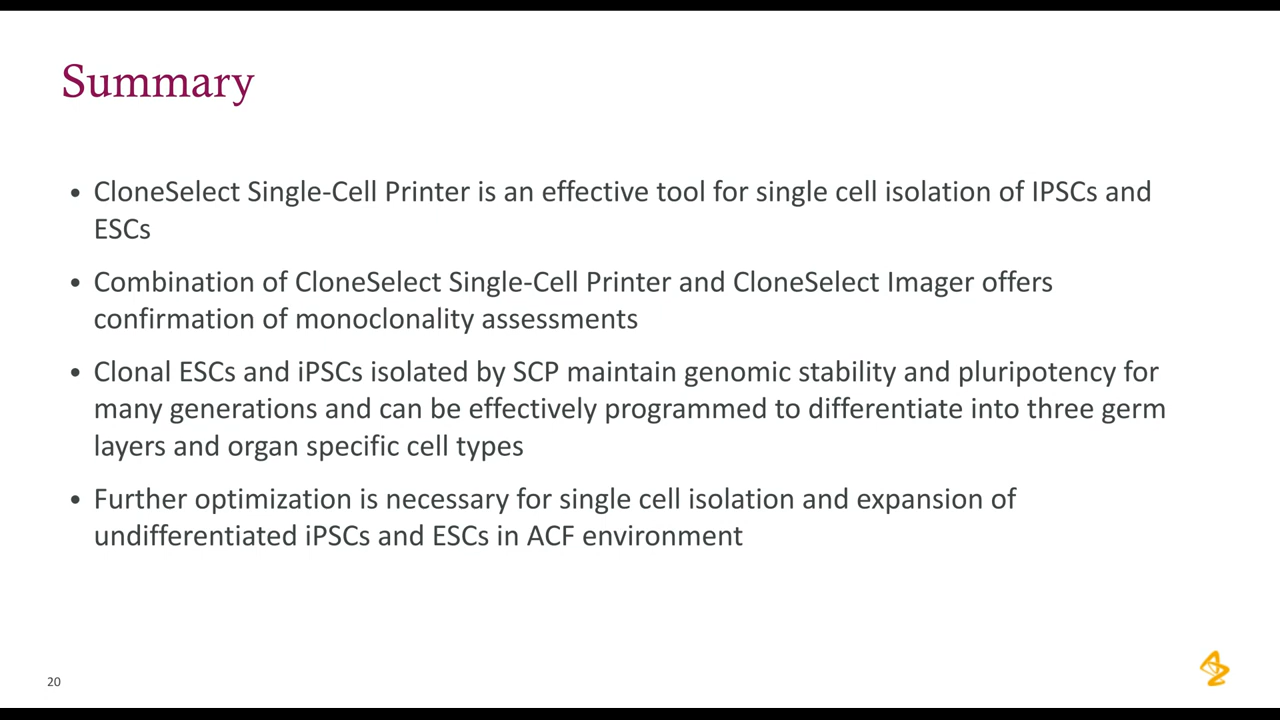 Summary
• CloneSelect Single-Cell Printer is an effective tool for single cell isolation of IPSCs and
ESCs
• Combination of CloneSelect Single-Cell Printer and CloneSelect Imager offers
confirmation of monoclonality assessments
• Clonal ESCs and iPSCs isolated by SCP maintain genomic stability and pluripotency for
many generations and can be effectively programmed to differentiate into three germ
layers and organ specific cell types
• Further optimization is necessary for single cell isolation and expansion of
undifferentiated iPSCs and ESCs in ACF environment
20